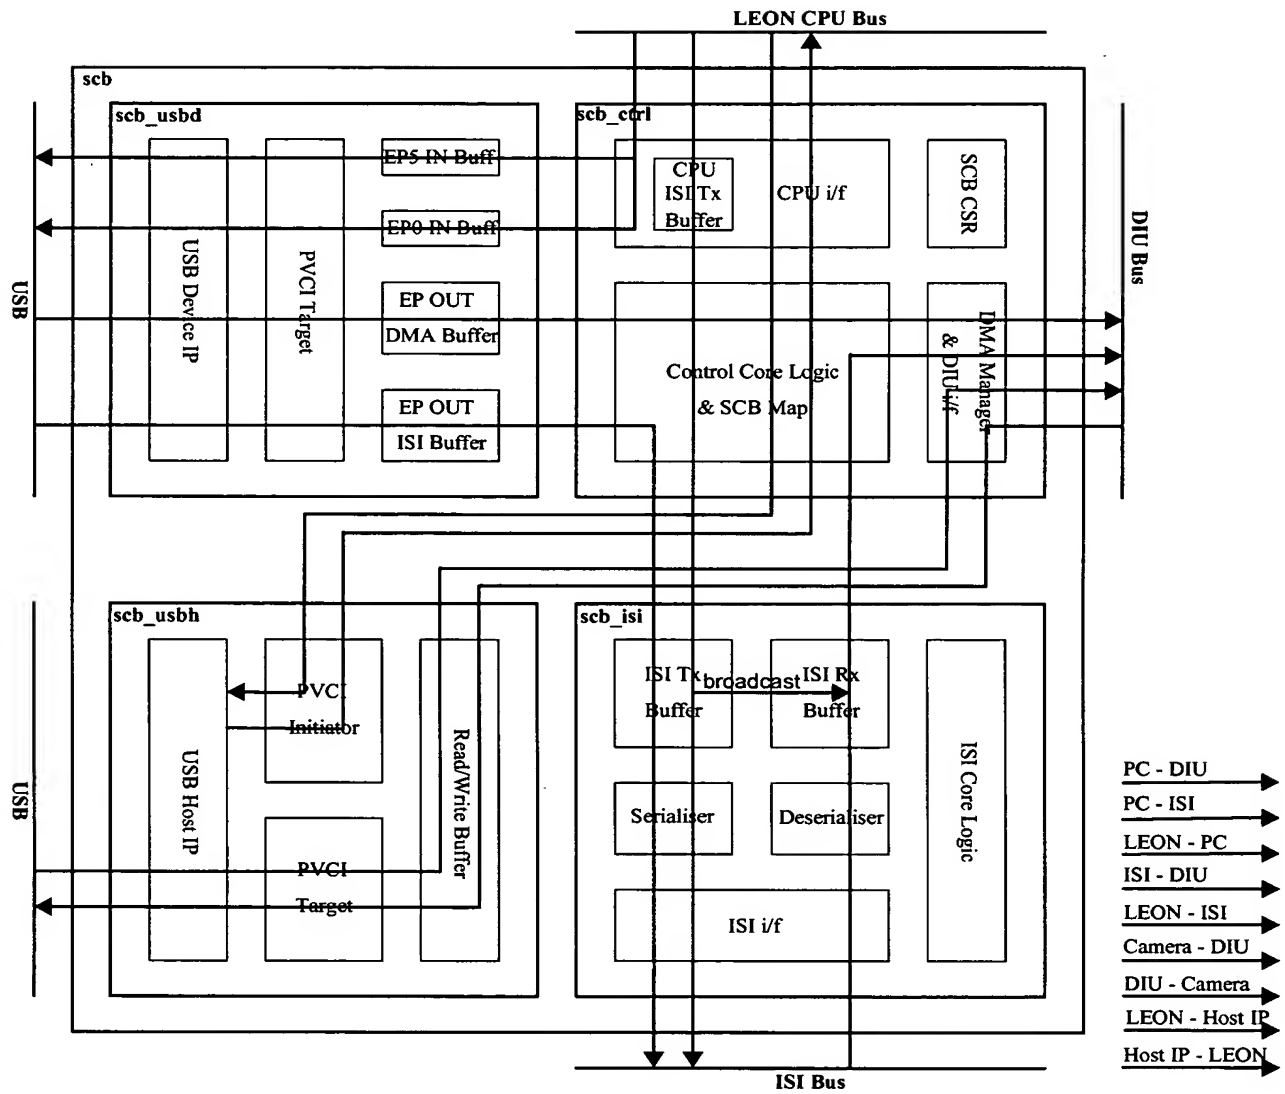 LEON CPU Bus
scb
scb_usbd
EP5 IN Buff
EP0 IN Buff
EP OUT
DMA Buffer
EP OUT
ISI Buffer
USB Device IP
PVCI Target
USB
scb_ctrl
CPU
ISI Tx
Buffer
CPU i/f
SCB CSR
Control Core Logic
& SCB Map
DMA Manager
& DIU i/f
DIU Bus
scb_usbh
PVCI
Initiator
PVCI
Target
USB Host IP
Read/Write Buffer
USB
scb_isi
ISI Tx
Buffer
broadcast
ISI Rx
Buffer
Serialiser
Deserialiser
ISI i/f
ISI Core Logic
ISI Bus
PC - DIU
PC - ISI
LEON - PC
ISI - DIU
LEON - ISI
Camera - DIU
DIU - Camera
LEON - Host IP
Host IP - LEON